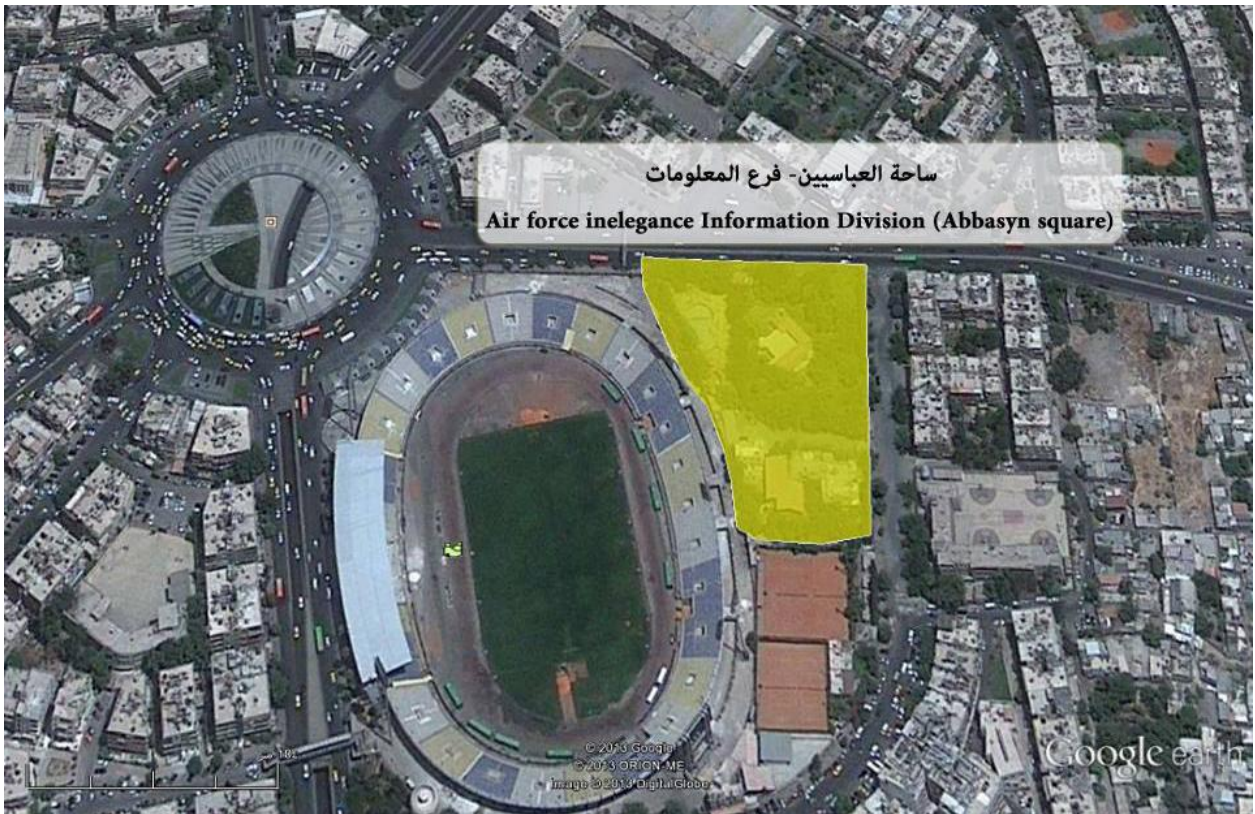 ساحة العباسيين- فرع المعلومات
Air force inelegance Information Division (Abbasyn square)
© 2013 Google
© 2013 ORION-ME
Image © 2013 DigitalGlobe
Google earth